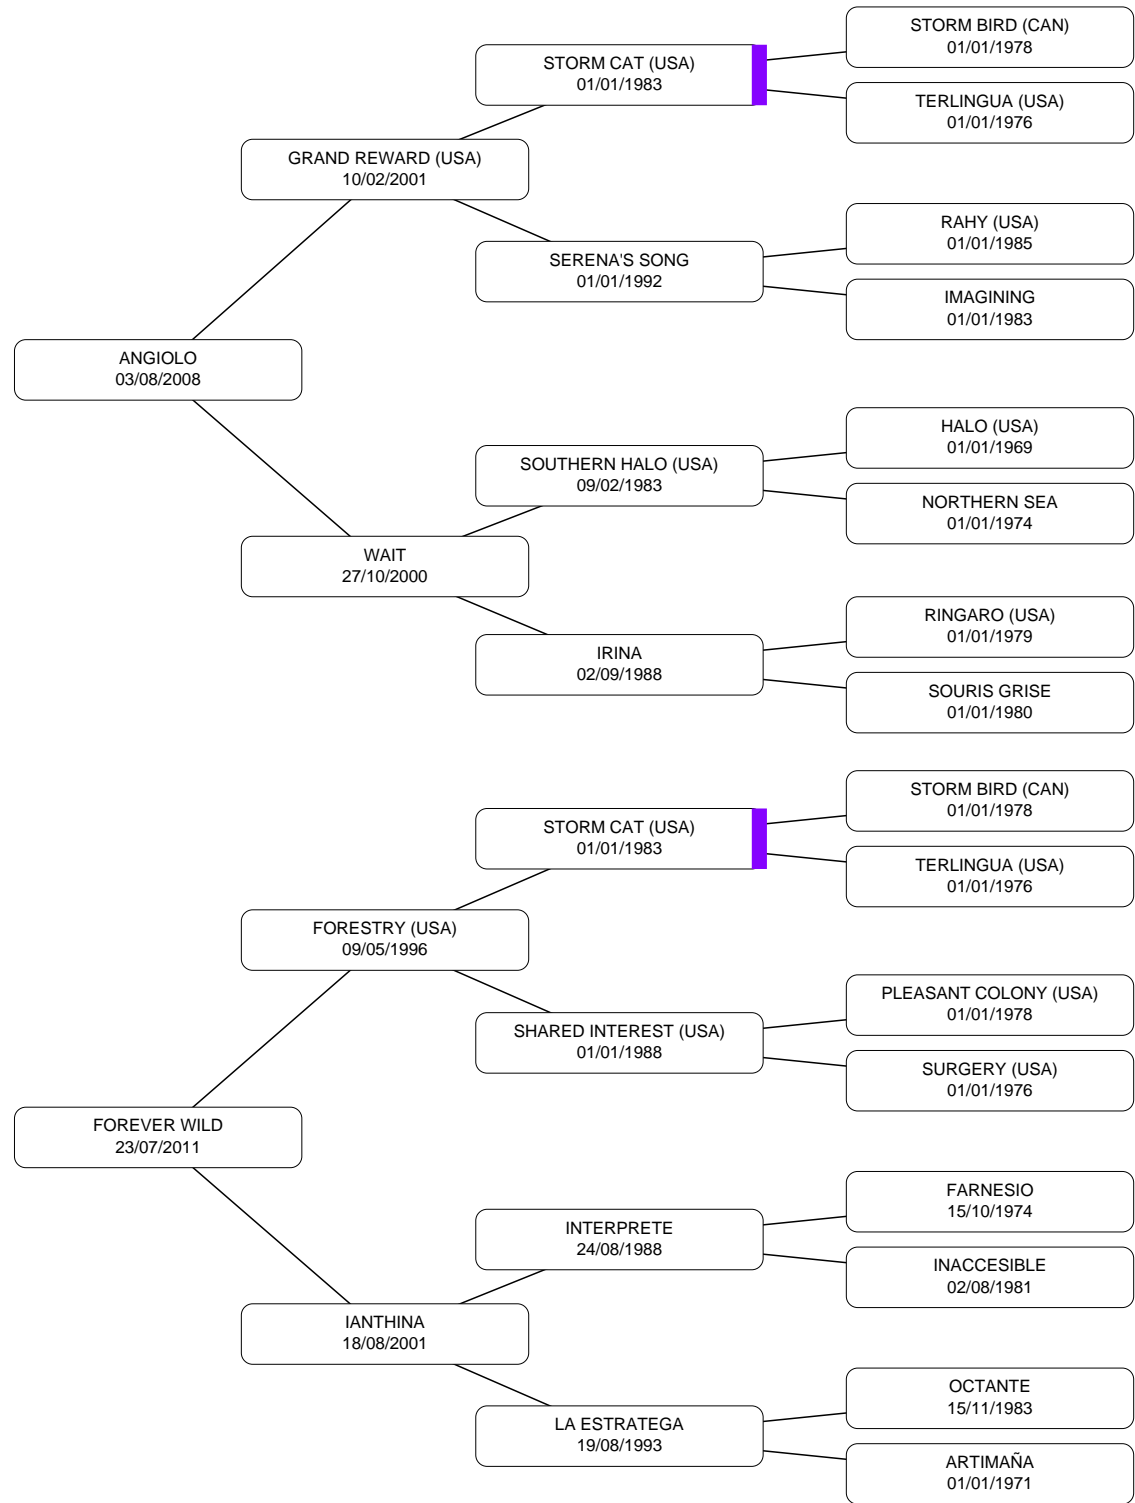 STORM BIRD (CAN)
01/01/1978
STORM CAT (USA)
01/01/1983
TERLINGUA (USA)
01/01/1976
GRAND REWARD (USA)
10/02/2001
RAHY (USA)
01/01/1985
SERENA'S SONG
01/01/1992
IMAGINING
01/01/1983
ANGIOLO
03/08/2008
HALO (USA)
01/01/1969
SOUTHERN HALO (USA)
09/02/1983
NORTHERN SEA
01/01/1974
WAIT
27/10/2000
RINGARO (USA)
01/01/1979
IRINA
02/09/1988
SOURIS GRISE
01/01/1980
STORM BIRD (CAN)
01/01/1978
STORM CAT (USA)
01/01/1983
TERLINGUA (USA)
01/01/1976
FORESTRY (USA)
09/05/1996
PLEASANT COLONY (USA)
01/01/1978
SHARED INTEREST (USA)
01/01/1988
SURGERY (USA)
01/01/1976
FOREVER WILD
23/07/2011
FARNESIO
15/10/1974
INTERPRETE
24/08/1988
INACCESIBLE
02/08/1981
IANTHINA
18/08/2001
OCTANTE
15/11/1983
LA ESTRATEGA
19/08/1993
ARTIMAÑA
01/01/1971